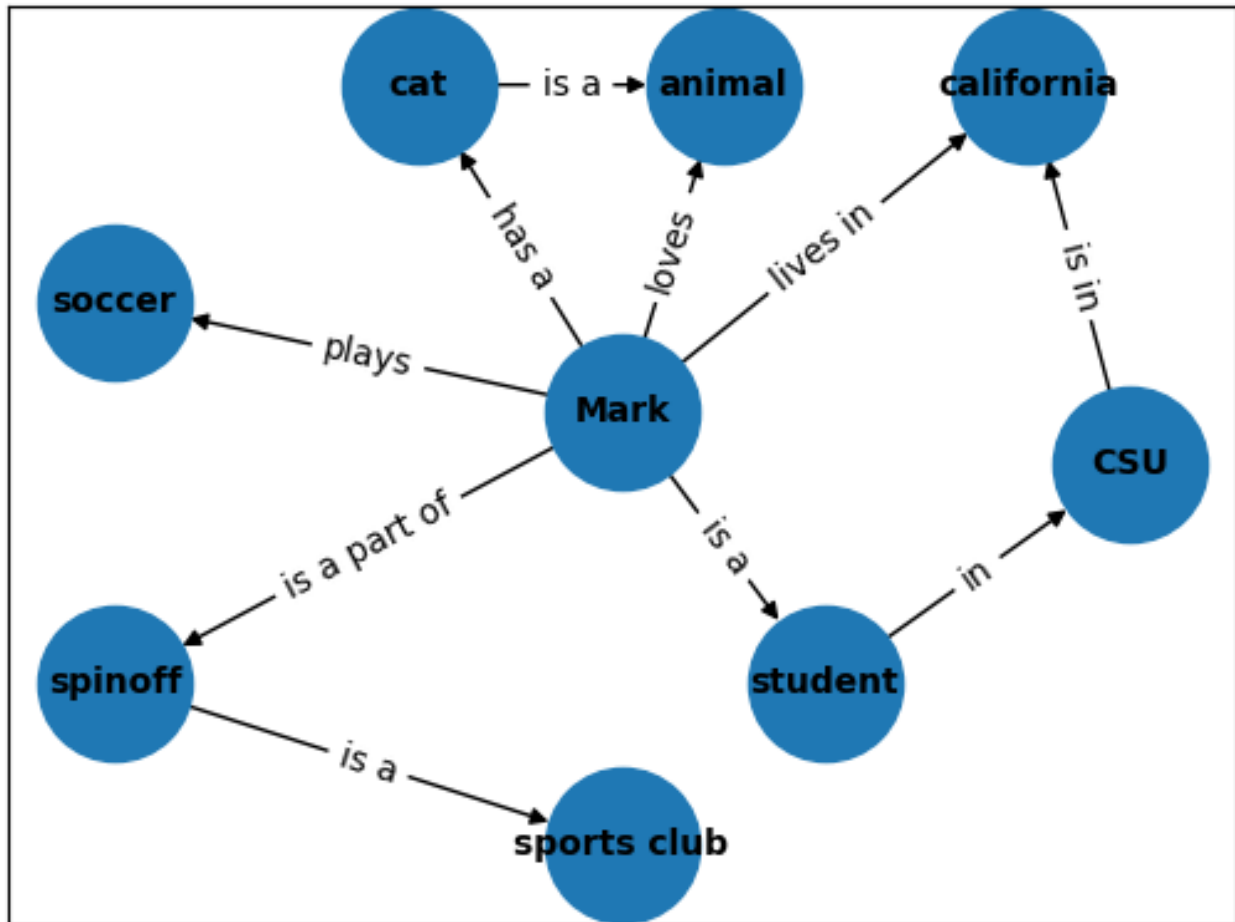 cat
is a
animal
california
has a
loves
lives in
is in
soccer
plays
Mark
CSU
is a part of
is a
in
spinoff
student
is a
sports club